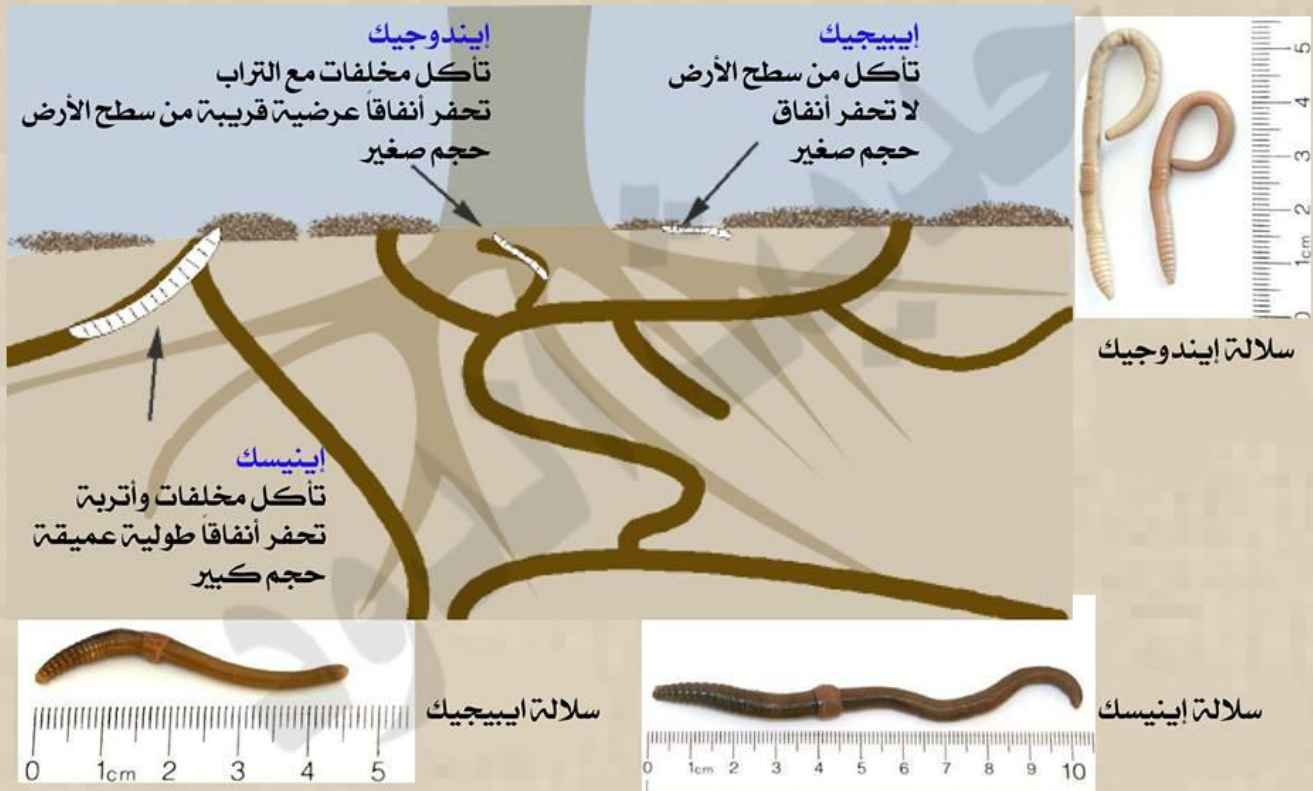 إيبيجيك
تأكل من سطح الأرض
لا تحفر أنفاق
حجم صغير
إيندوجيك
تأكل مخلفات مع التراب
تحفر أنفاقاً عرضية قريبة من سطح الأرض
حجم صغير
5
4
3
2
1cm
0
سلالة إيندوجيك
إينيسك
تأكل مخلفات وأتربة
تحفر أنفاقاً طولية عميقة
حجم كبير
سلالة إينيسك
0 1cm 2 3 4 5 6 7 8 9 10
سلالة ايبيجيك
0 1cm 2 3 4 5